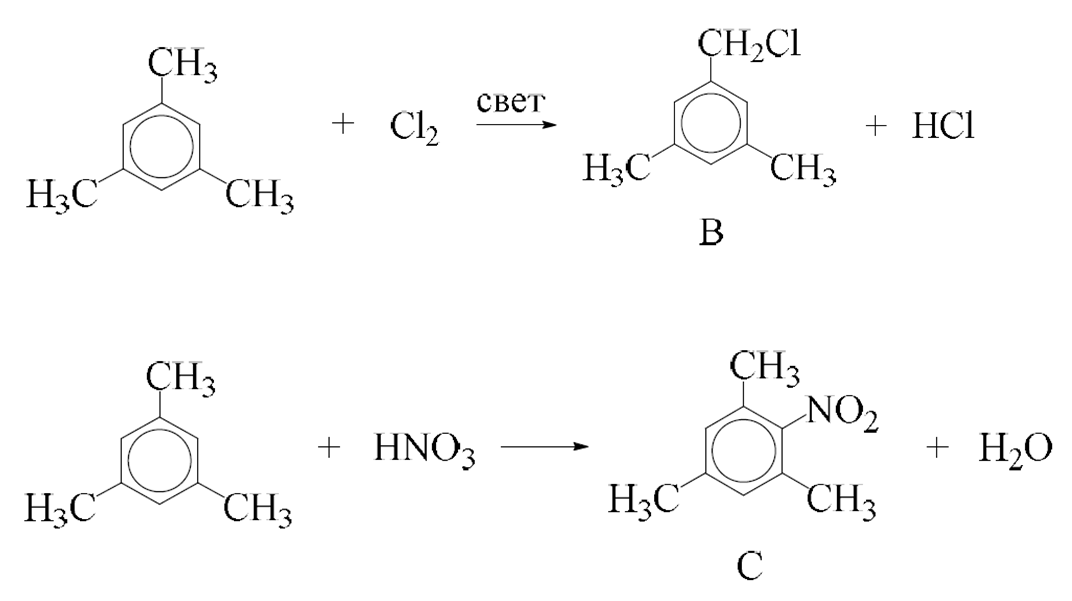 CH₃ CH₂Cl
свет
+ Cl₂ + HCl
H₃C CH₃ H₃C CH₃
B
CH₃ CH₃
NO₂
+ HNO₃ + H₂O
H₃C CH₃ H₃C CH₃
C